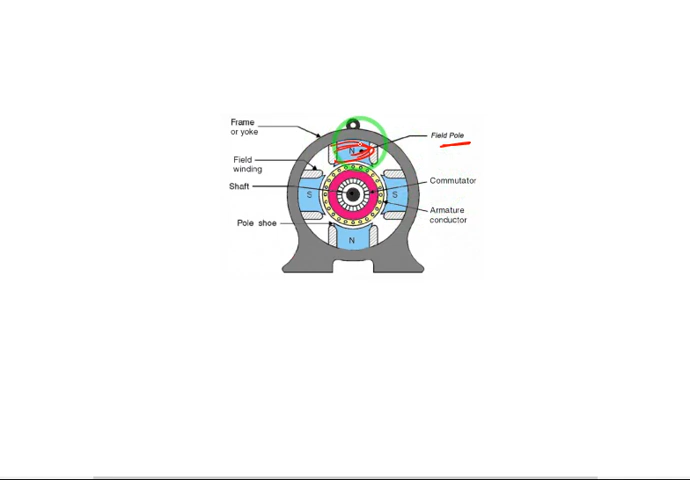 Frame
or yoke
Field Pole
N
Field
winding
Commutator
Shaft
S
S
Armature
conductor
Pole shoe
N